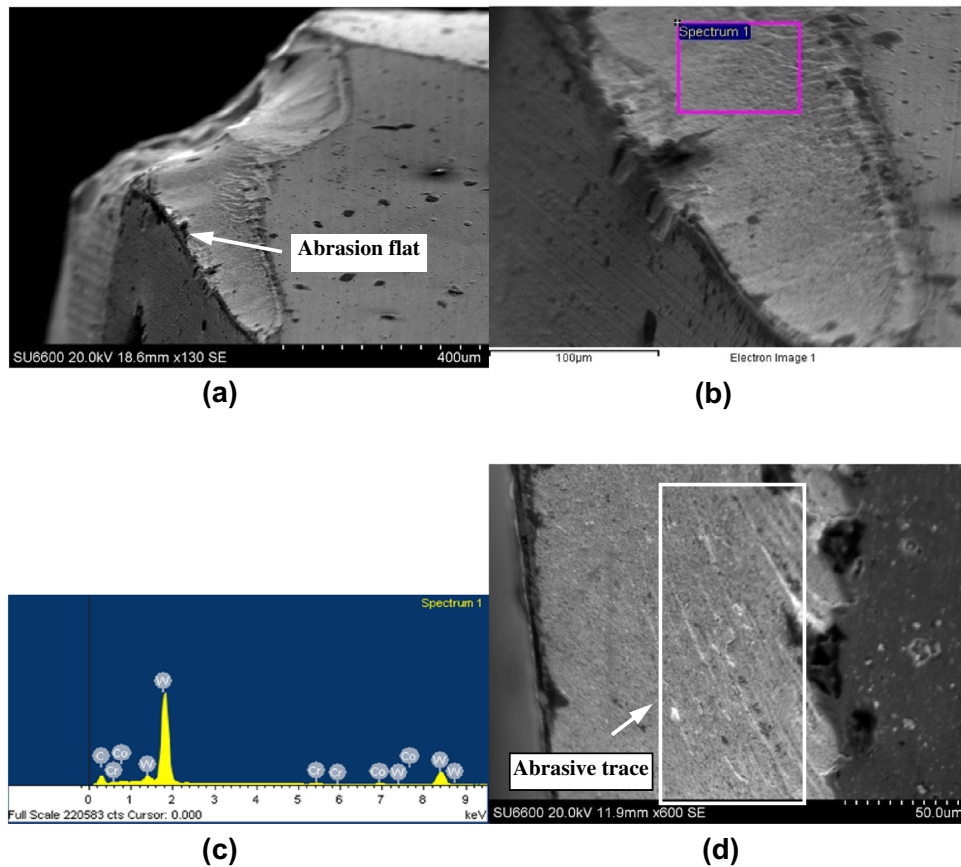 Abrasion flat
SU6600 20.0kV 18.6mm x130 SE 400um
(a)
Spectrum 1
100µm Electron Image 1
(b)
Spectrum 1
W
C Co Cr W Cr Cr Co W Co W W
0 1 2 3 4 5 6 7 8 9
Full Scale 220583 cts Cursor: 0.000 keV
(c)
Abrasive trace
SU6600 20.0kV 11.9mm x600 SE 50.0um
(d)